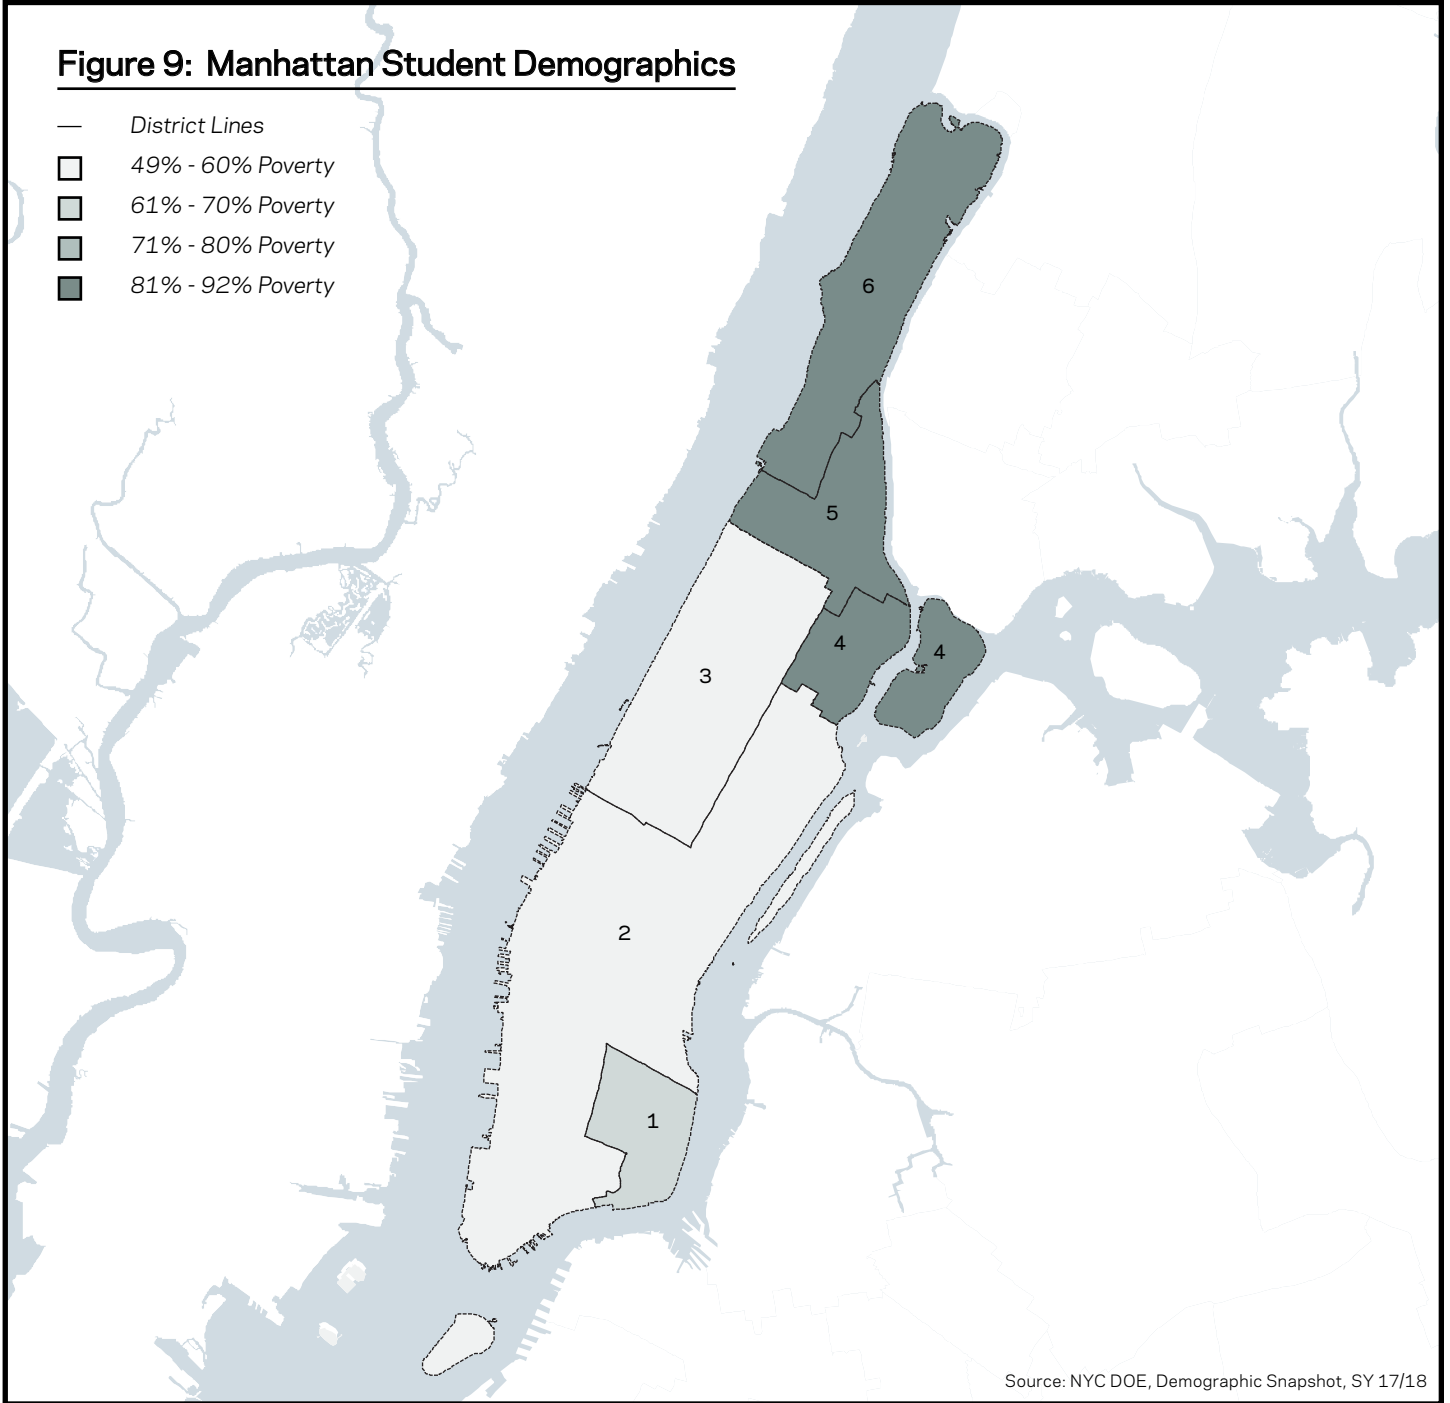 Figure 9:  Manhattan Student Demographics
District Lines
49% - 60% Poverty
61% - 70% Poverty
71% - 80% Poverty
81% - 92% Poverty
6
5
4
4
3
2
1
Source: NYC DOE, Demographic Snapshot, SY 17/18